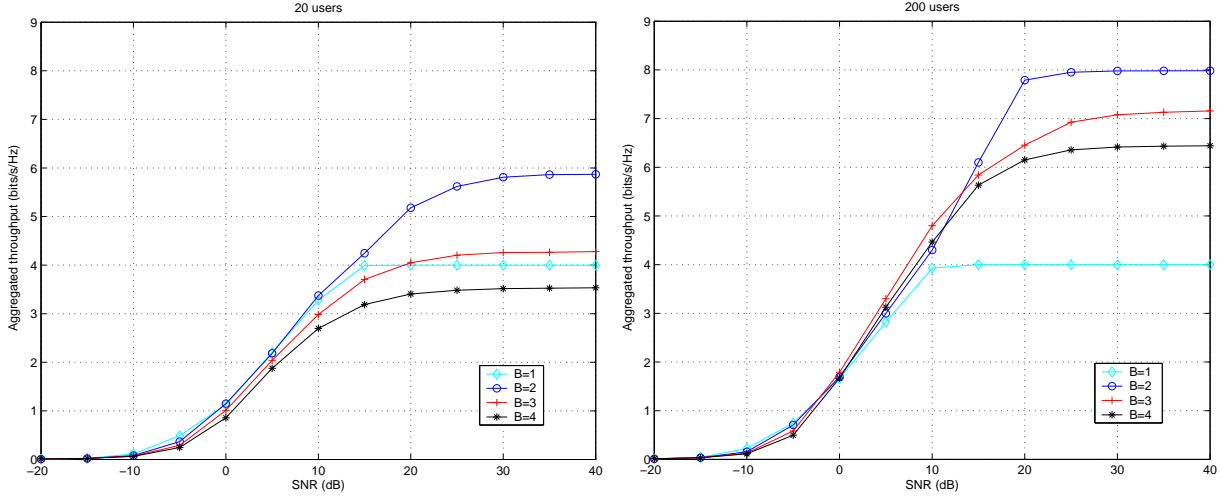 20 users
Aggregated throughput (bits/s/Hz)
9
8
7
6
5
4
3
2
1
0
−20 −10 0 10 20 30 40
SNR (dB)
B=1
B=2
B=3
B=4
200 users
Aggregated throughput (bits/s/Hz)
9
8
7
6
5
4
3
2
1
0
−20 −10 0 10 20 30 40
SNR (dB)
B=1
B=2
B=3
B=4